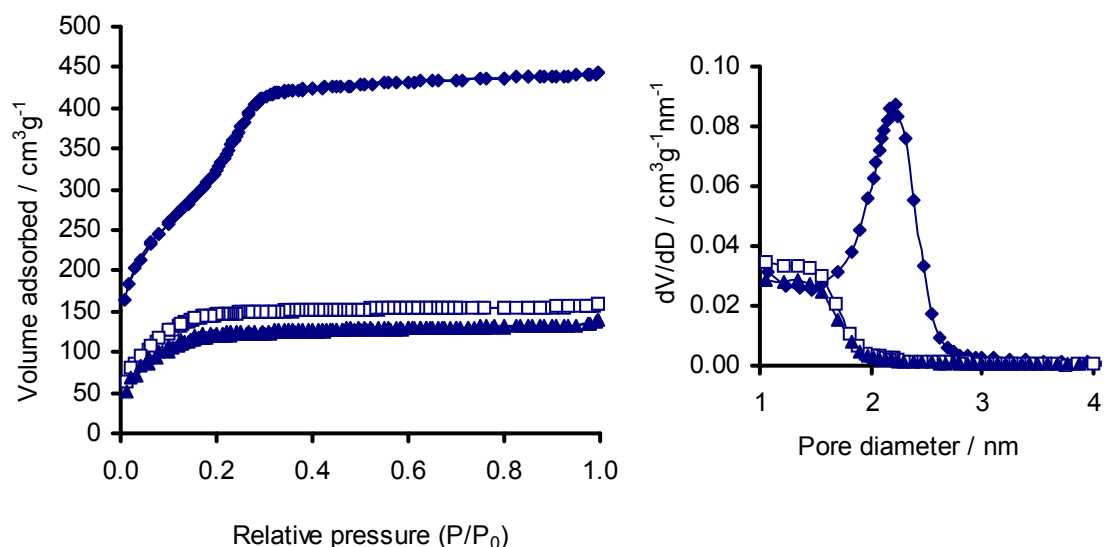 500
450
400
350
300
250
200
150
100
50
0
Volume adsorbed / cm³g⁻¹
0.0 0.2 0.4 0.6 0.8 1.0
Relative pressure (P/P₀)
0.10
0.08
0.06
0.04
0.02
0.00
dV/dD / cm³g⁻¹nm⁻¹
1 2 3 4
Pore diameter / nm